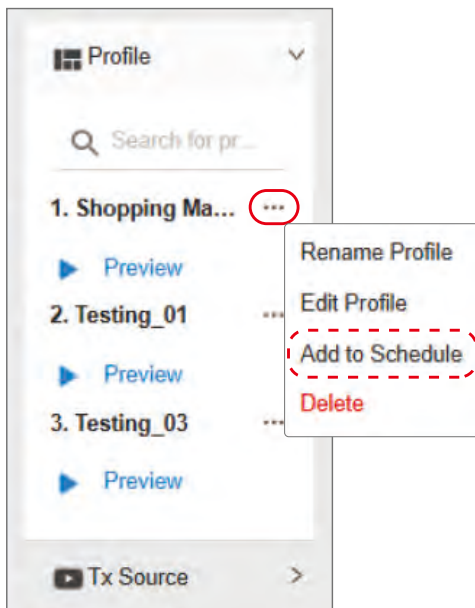 Profile
Search for pr...
1. Shopping Ma... ...
Rename Profile
Preview
Edit Profile
2. Testing_01 ...
Add to Schedule
Preview
Delete
3. Testing_03 ...
Preview
Tx Source